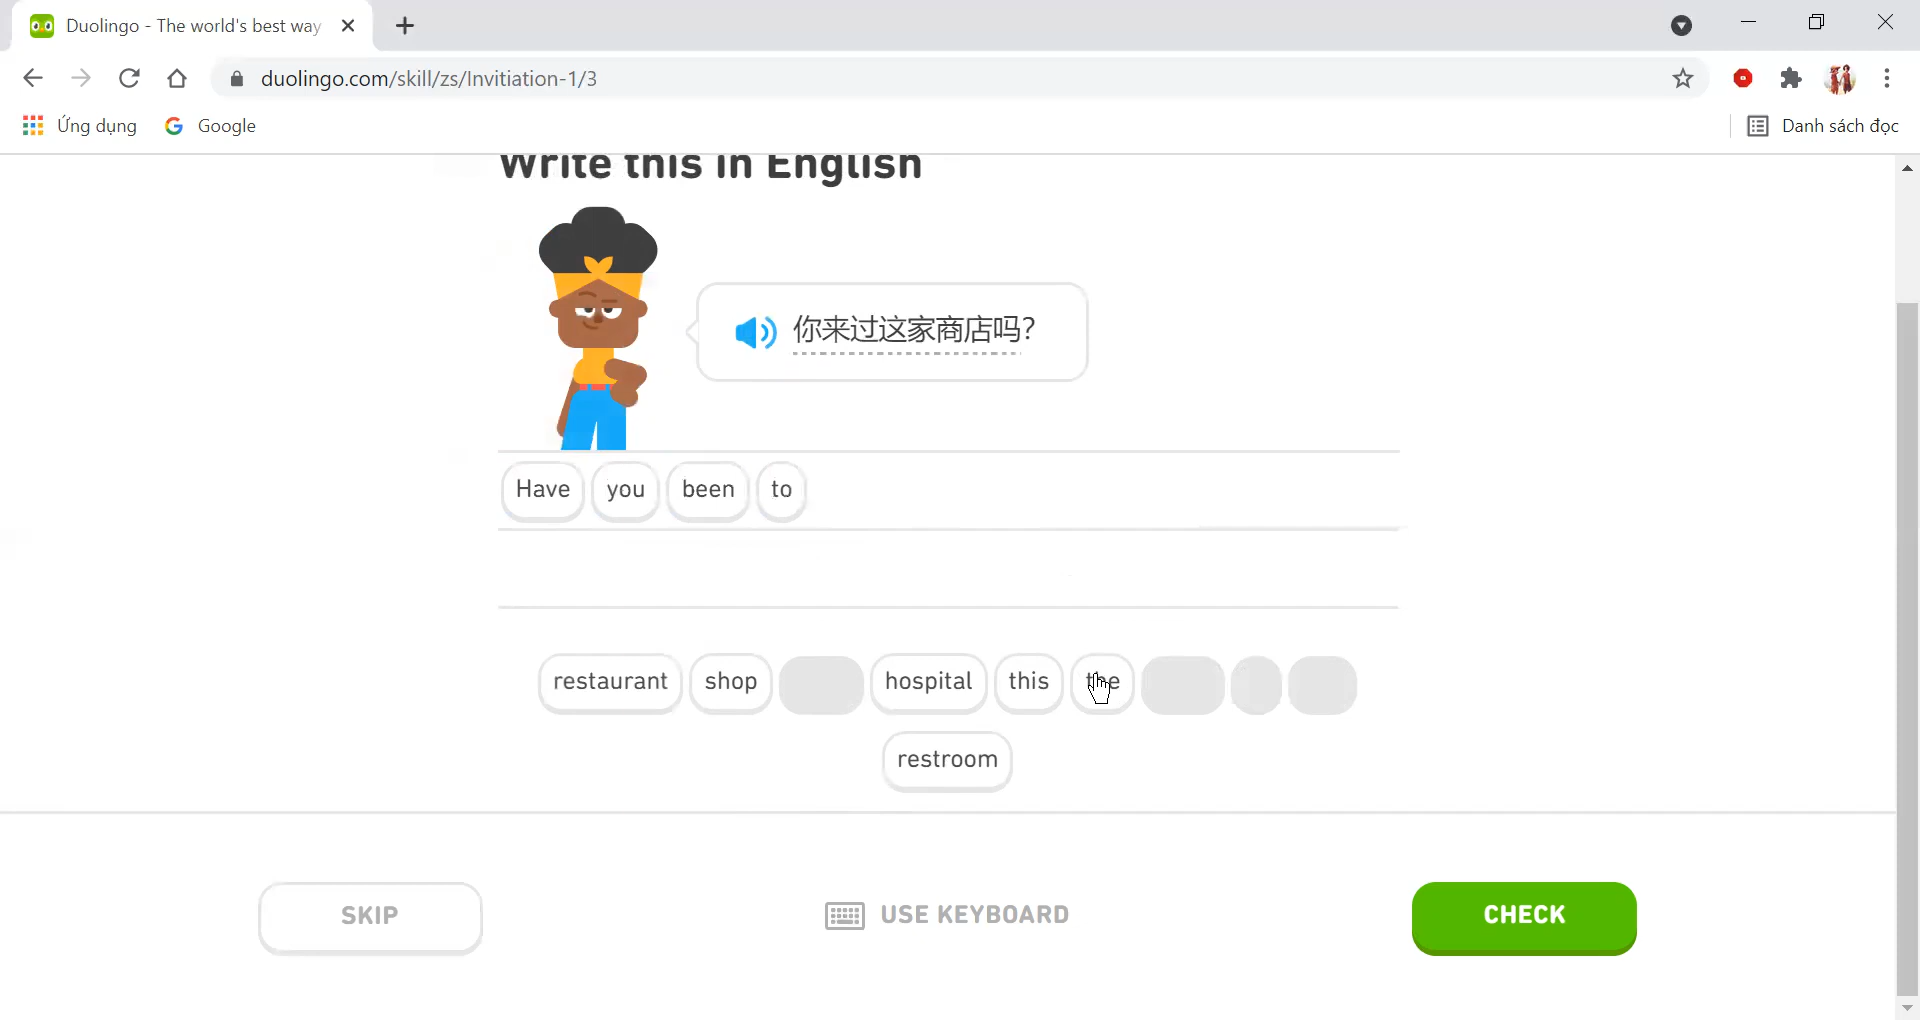 Duolingo - The world's best way
duolingo.com/skill/zs/Invitiation-1/3
Ứng dụng Google Danh sách đọc
Write this in English
你来过这家商店吗?
Have you been to
restaurant shop hospital this the
restroom
SKIP USE KEYBOARD CHECK